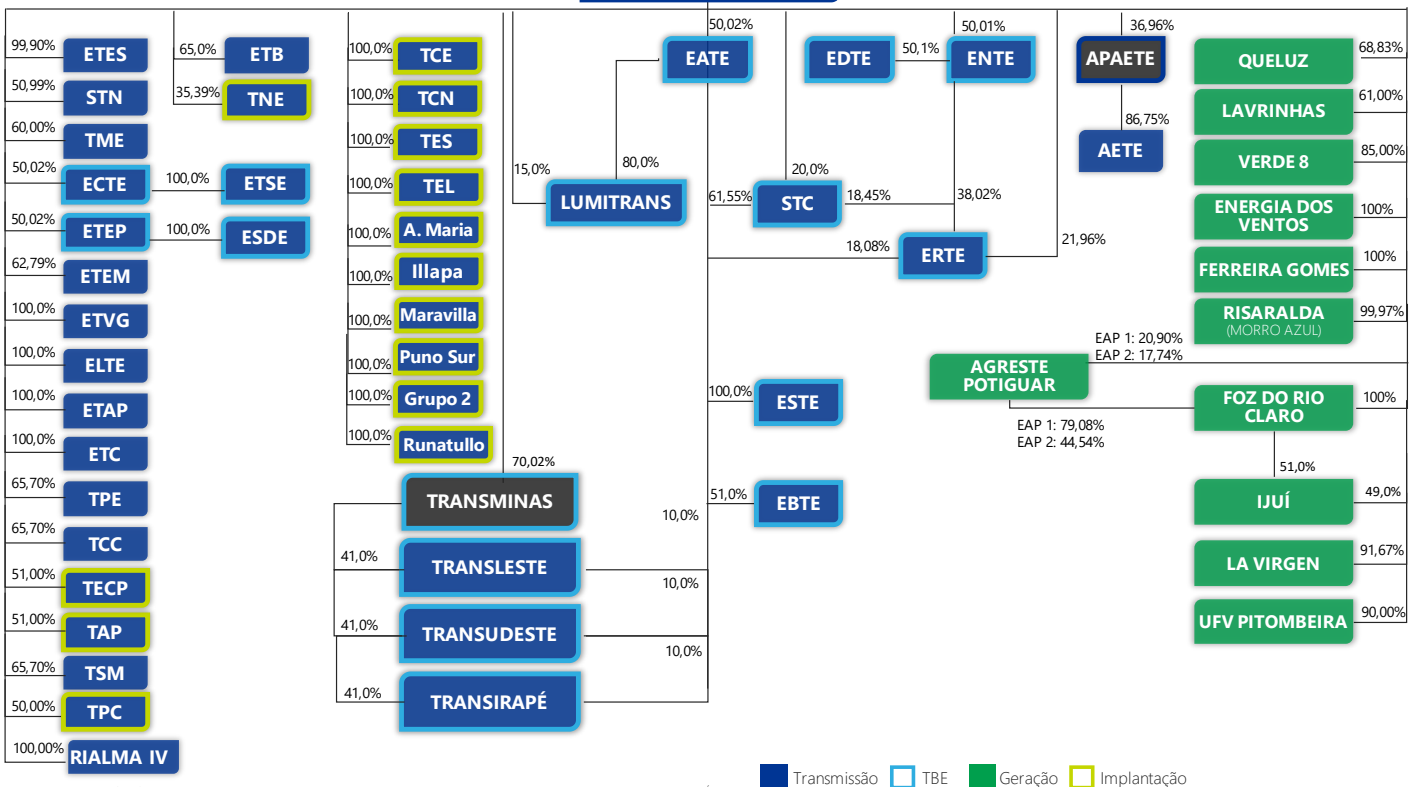 99,90%
ETES
50,99%
STN
60,00%
TME
50,02%
ECTE
100,0%
ETSE
50,02%
ETEP
100,0%
ESDE
62,79%
ETEM
100,0%
ETVG
100,0%
ELTE
100,0%
ETAP
100,0%
ETC
65,70%
TPE
65,70%
TCC
51,00%
TECP
51,00%
TAP
65,70%
TSM
50,00%
TPC
100,00%
RIALMA IV
65,0%
ETB
35,39%
TNE
100,0%
TCE
100,0%
TCN
100,0%
TES
100,0%
TEL
100,0%
A. Maria
100,0%
Illapa
100,0%
Maravilla
100,0%
Puno Sur
100,0%
Grupo 2
100,0%
Runatullo
70,02%
TRANSMINAS
41,0%
TRANSLESTE
10,0%
41,0%
TRANSUDESTE
10,0%
41,0%
TRANSIRAPÉ
10,0%
50,02%
EATE
15,0%
80,0%
LUMITRANS
EDTE
50,1%
50,01%
ENTE
20,0%
61,55%
STC
18,45%
38,02%
18,08%
ERTE
21,96%
100,0%
ESTE
51,0%
EBTE
36,96%
APAETE
86,75%
AETE
QUELUZ
68,83%
LAVRINHAS
61,00%
VERDE 8
85,00%
ENERGIA DOS
VENTOS
100%
FERREIRA GOMES
100%
RISARALDA
(MORRO AZUL)
99,97%
EAP 1: 20,90%
EAP 2: 17,74%
AGRESTE
POTIGUAR
EAP 1: 79,08%
EAP 2: 44,54%
FOZ DO RIO
CLARO
100%
51,0%
IJUÍ
49,0%
LA VIRGEN
91,67%
UFV PITOMBEIRA
90,00%
Transmissão
TBE
Geração
Implantação